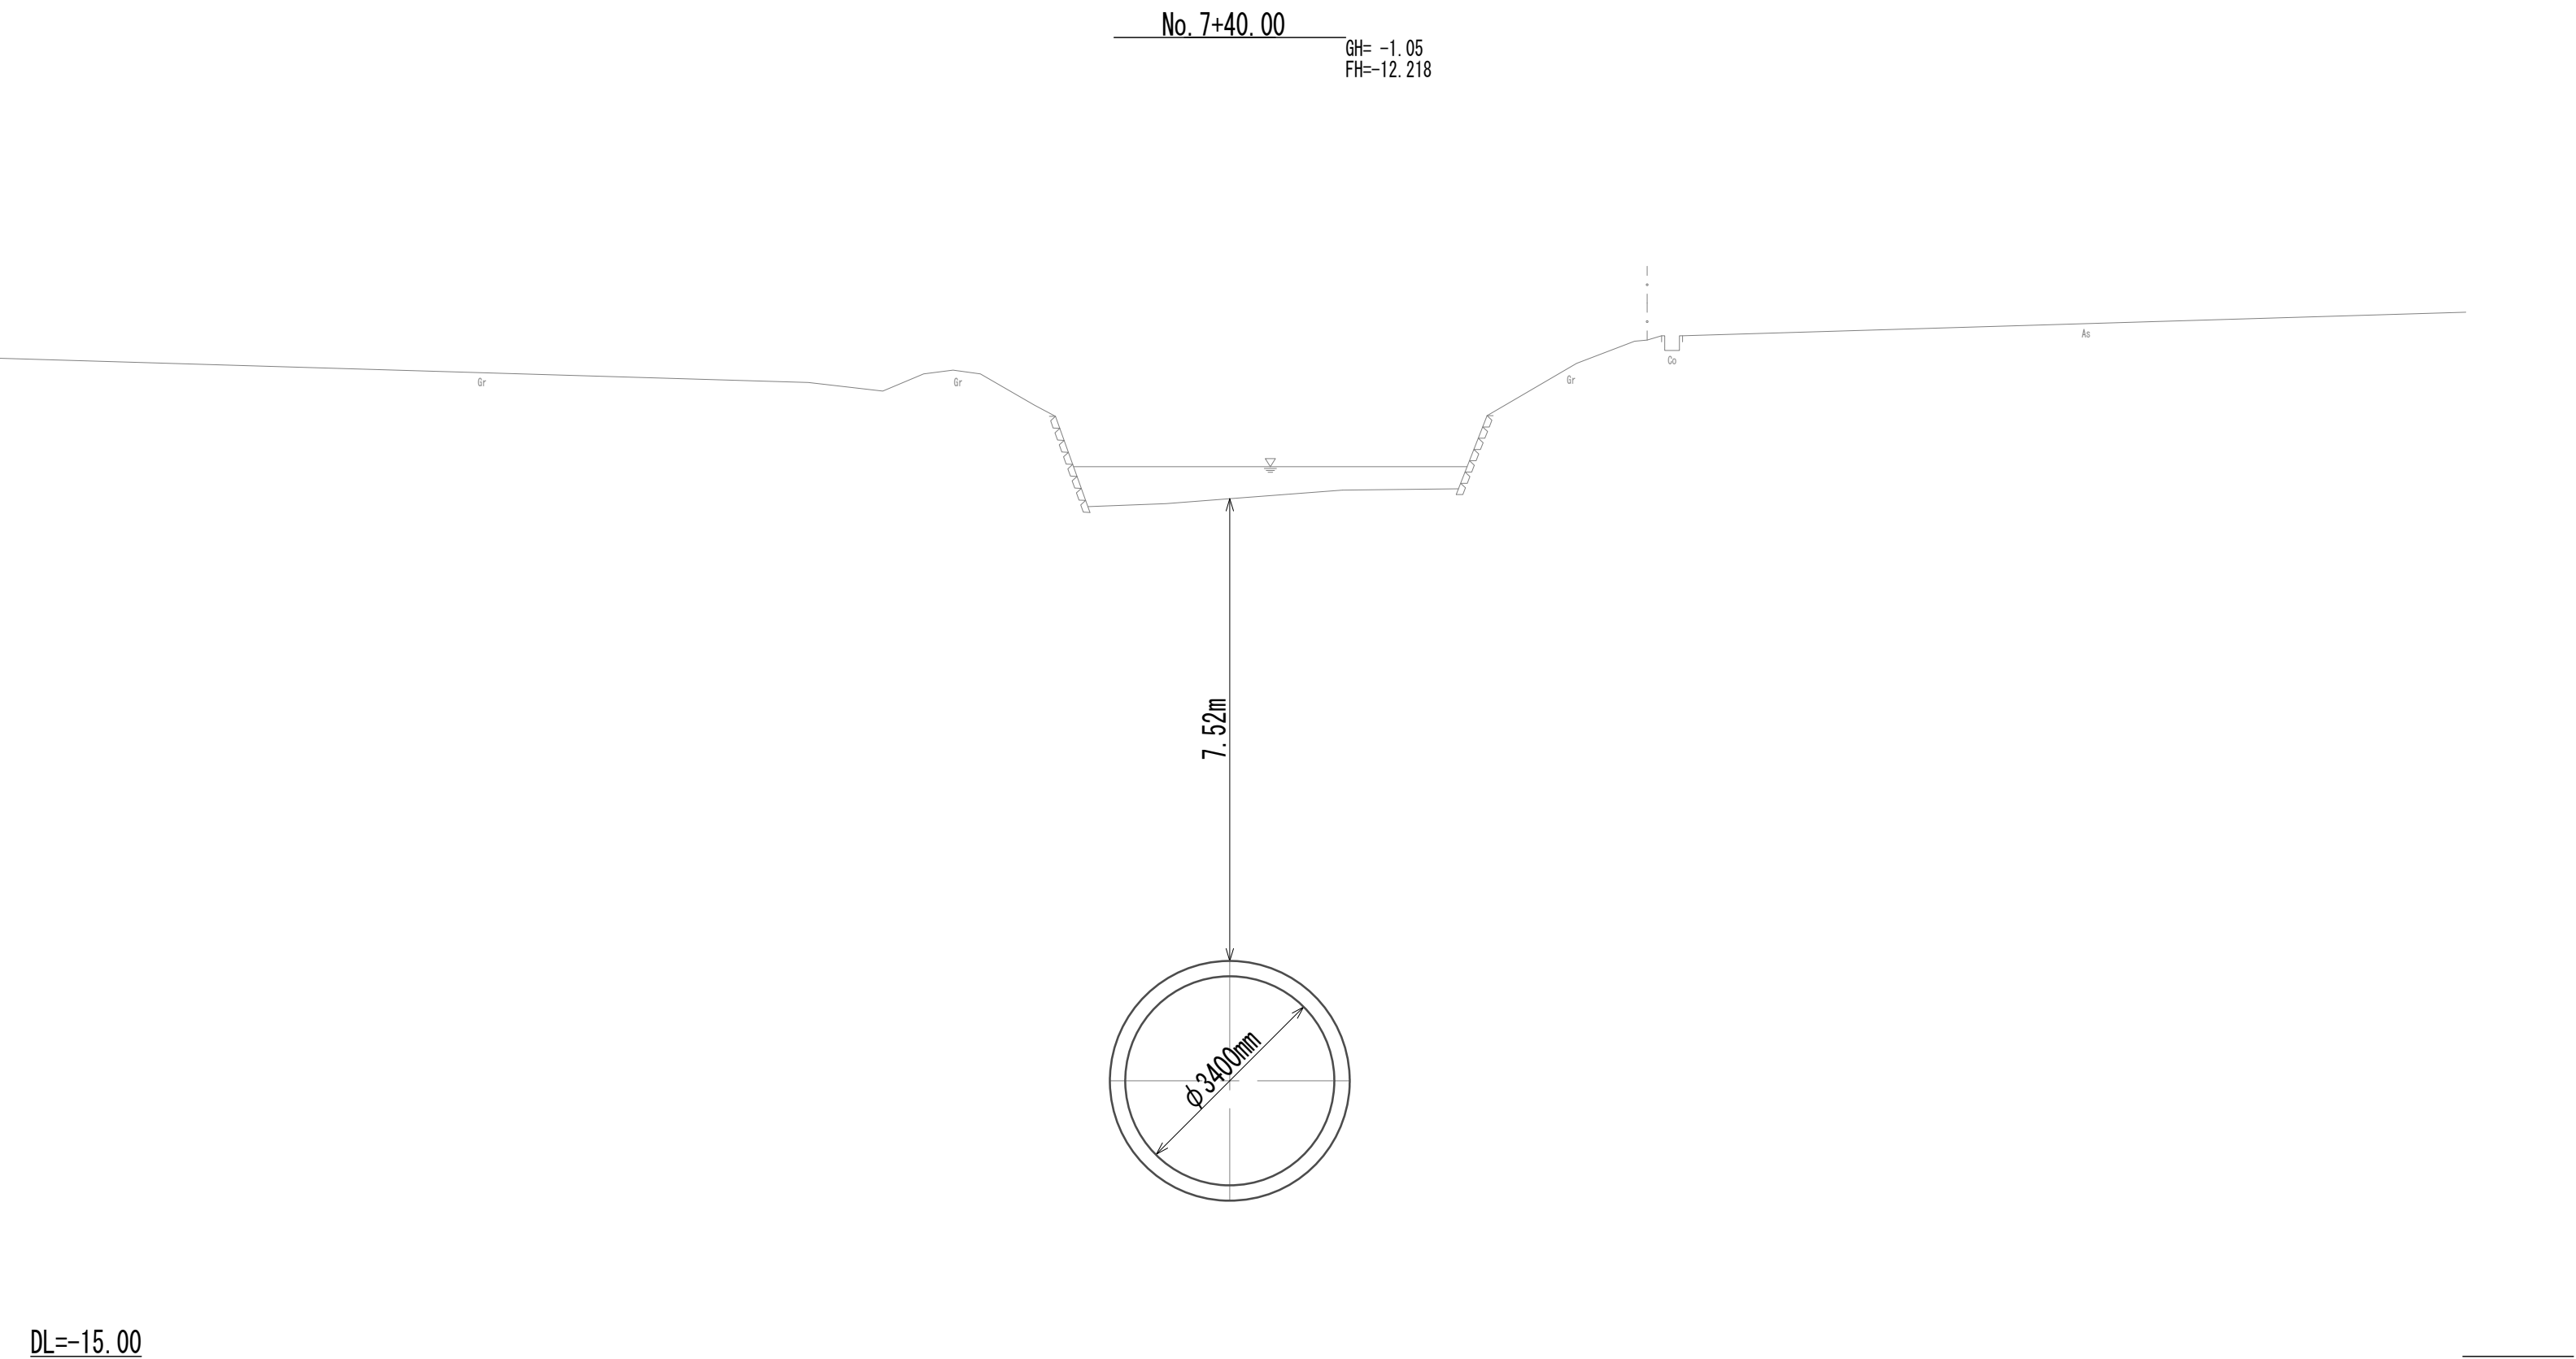 No.7+40.00
GH= -1.05
FH=-12.218
As
Co
Gr
Gr
Gr
7.52m
φ3400mm
DL=-15.00